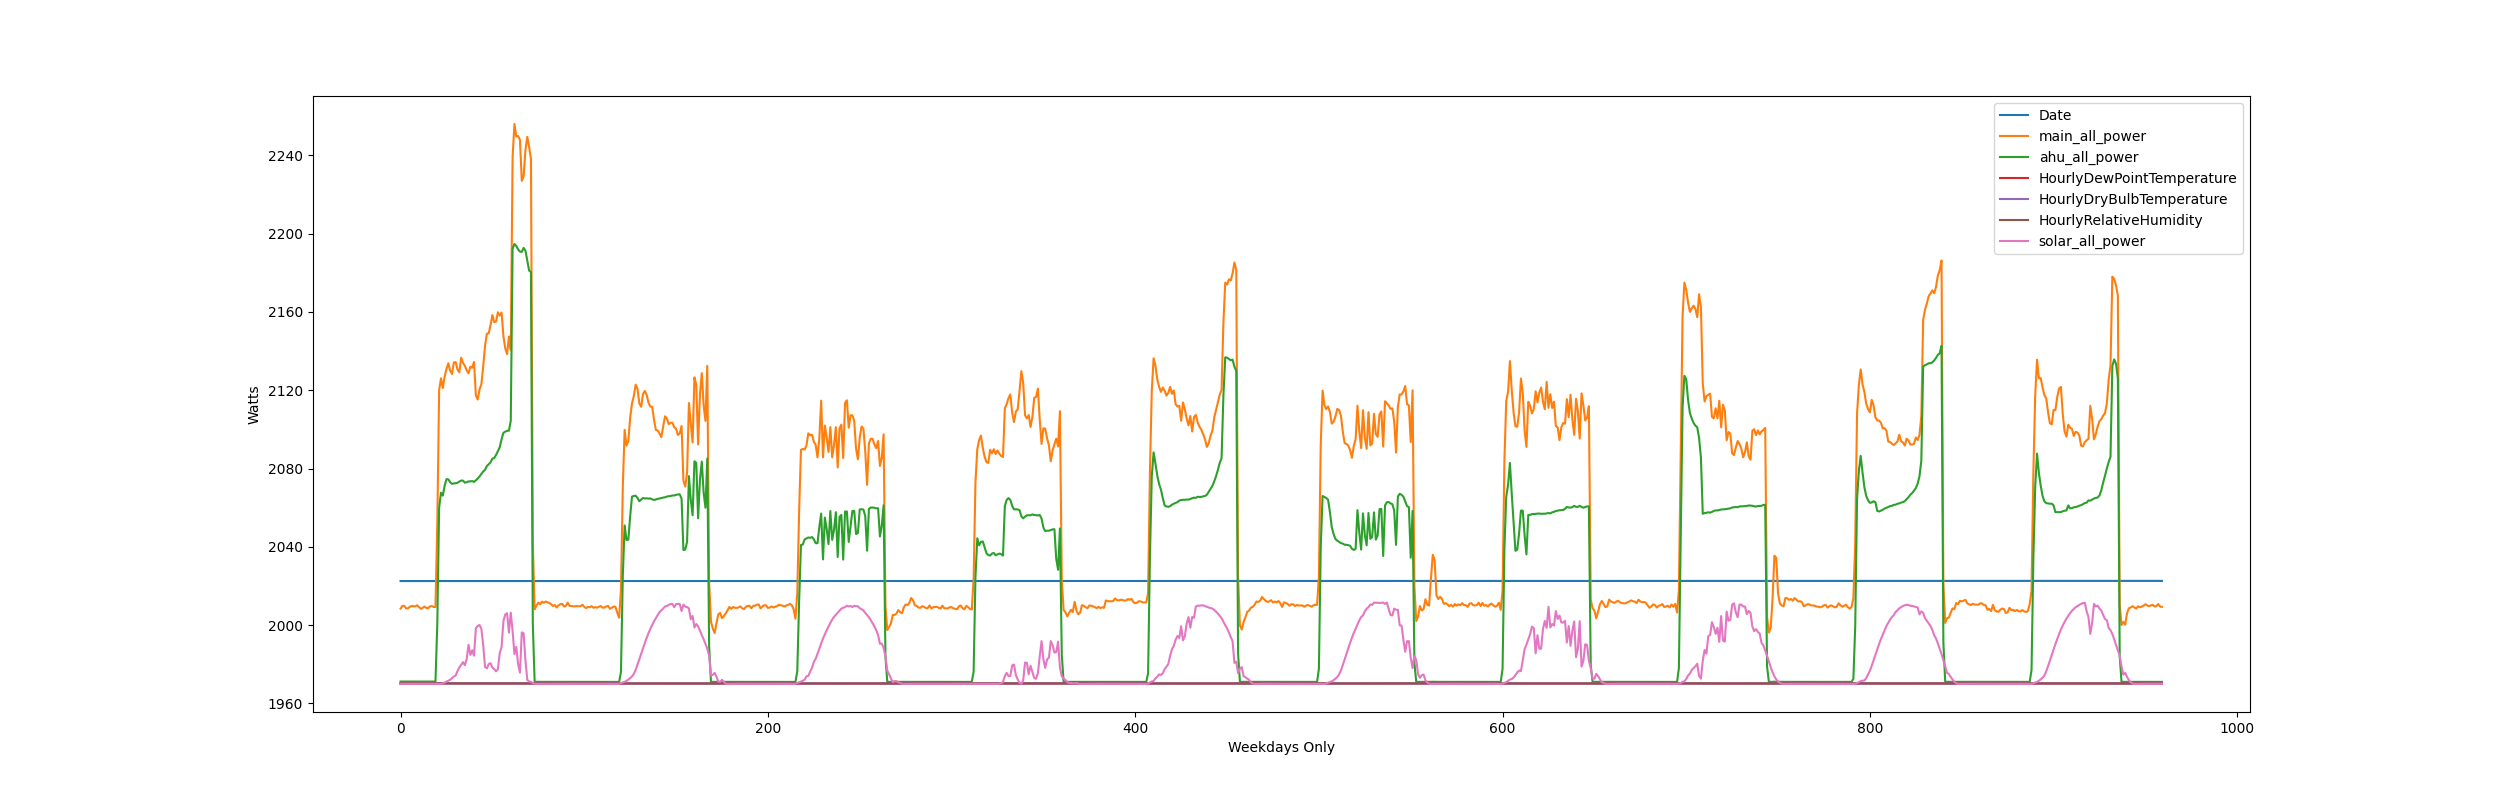 Date
main_all_power
ahu_all_power
HourlyDewPointTemperature
HourlyDryBulbTemperature
HourlyRelativeHumidity
solar_all_power
2240
2200
2160
2120
2080
2040
2000
1960
Watts
0 200 400 600 800 1000
Weekdays Only